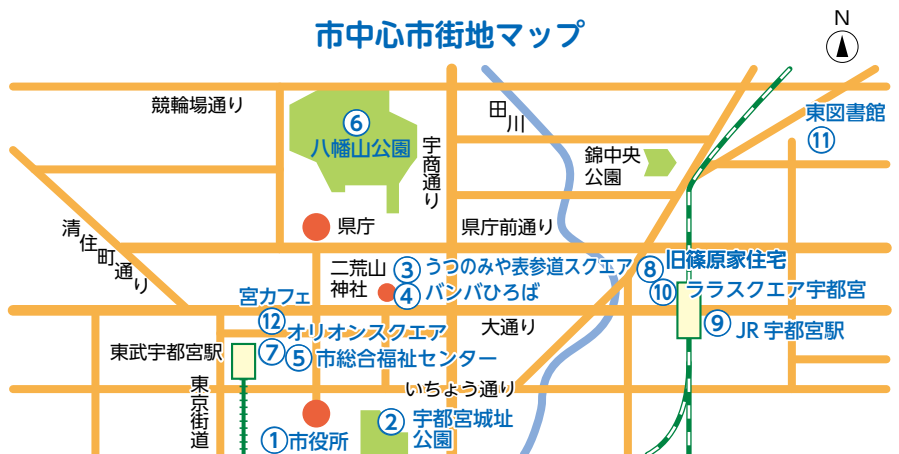 市中心市街地マップ
N
競輪場通り
⑥
八幡山公園
宇商通り
田川
錦中央
公園
東図書館
⑪
清住町通り
県庁
県庁前通り
二荒山
神社
③ うつのみや表参道スクエア
④ バンバひろば
⑧ 旧篠原家住宅
⑩ ララスクエア宇都宮
⑨ JR 宇都宮駅
宮カフェ
⑫
オリオンスクエア
⑦
⑤ 市総合福祉センター
大通り
東武宇都宮駅
東京街道
いちょう通り
① 市役所
② 宇都宮城址
公園